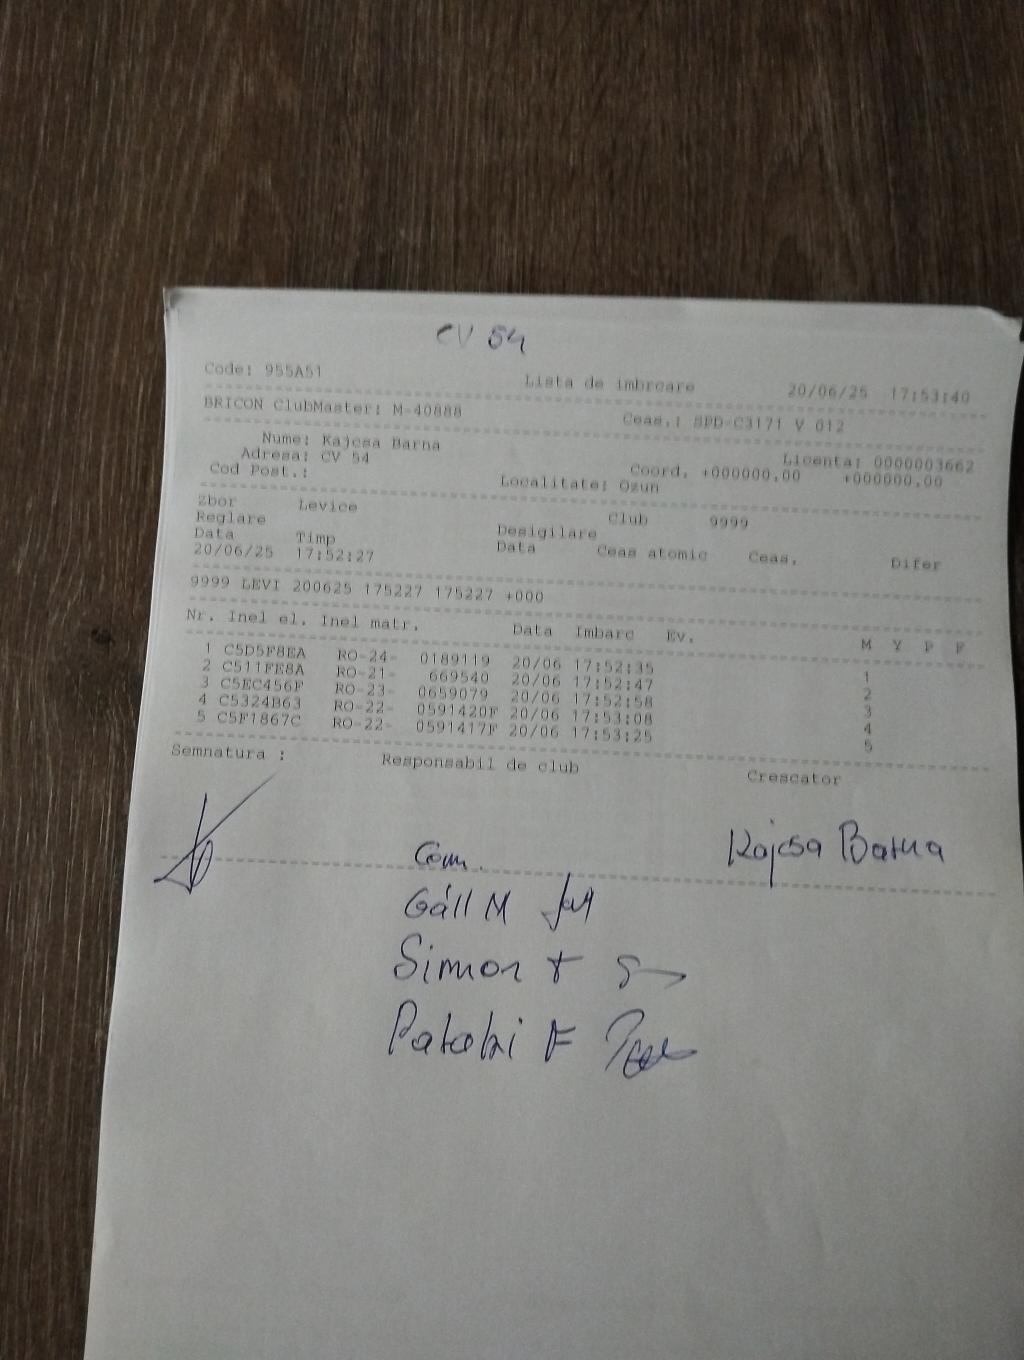 CV 54
Code: 955A51 Lista de imbrcare 20/06/25 17:53:40
BRICON ClubMaster: M-40888 Ceas.: SPD-C3171 V 012
Nume: Kajcsa Barna Licenta: 0000003662
Adresa: CV 54 Coord. +000000,00 +000000,00
Cod Post.: Localitate: Ozun
Zbor Levice Club 9999
Reglare Desigilare
Data Timp Data Ceas atomic Ceas. Difer
20/06/25 17:52:27
9999 LEVI 200625 175227 175227 +000
Nr. Inel el. Inel matr. Data Imbarc Ev. M Y P F
1 C5D5F8EA RO-24- 0189119 20/06 17:52:35 1
2 C511FE8A RO-21- 669540 20/06 17:52:47 2
3 C5EC456F RO-23- 0659079 20/06 17:52:58 3
4 C5324B63 RO-22- 0591420F 20/06 17:53:08 4
5 C5F1867C RO-22- 0591417F 20/06 17:53:25 5
Semnatura : Responsabil de club Crescator
Com. Kajcsa Barna
Gáll M
Simon
Pataki F